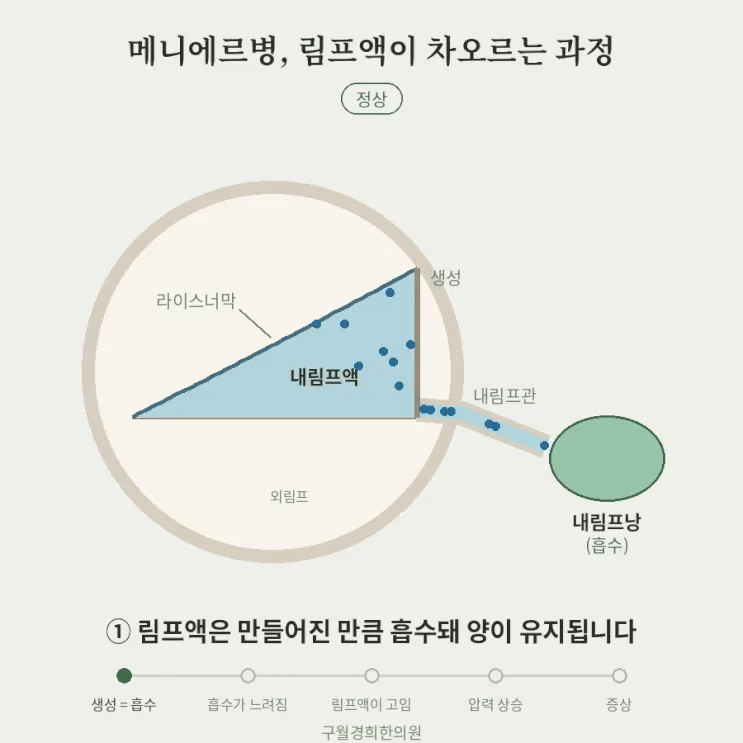 메니에르병, 림프액이 차오르는 과정
정상
생성
라이스너막
내림프액
내림프관
외림프
내림프낭
(흡수)
① 림프액은 만들어진 만큼 흡수돼 양이 유지됩니다
생성 = 흡수
흡수가 느려짐
림프액이 고임
압력 상승
증상
구월경희한의원